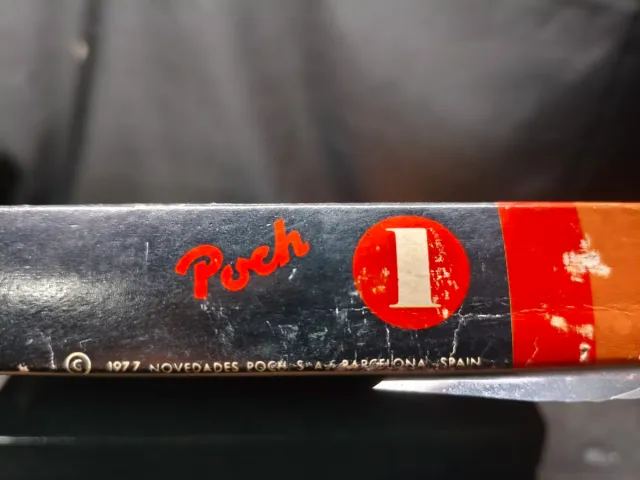 Poch
1
© 1977 NOVEDADES POCH S. A. BARCELONA, SPAIN